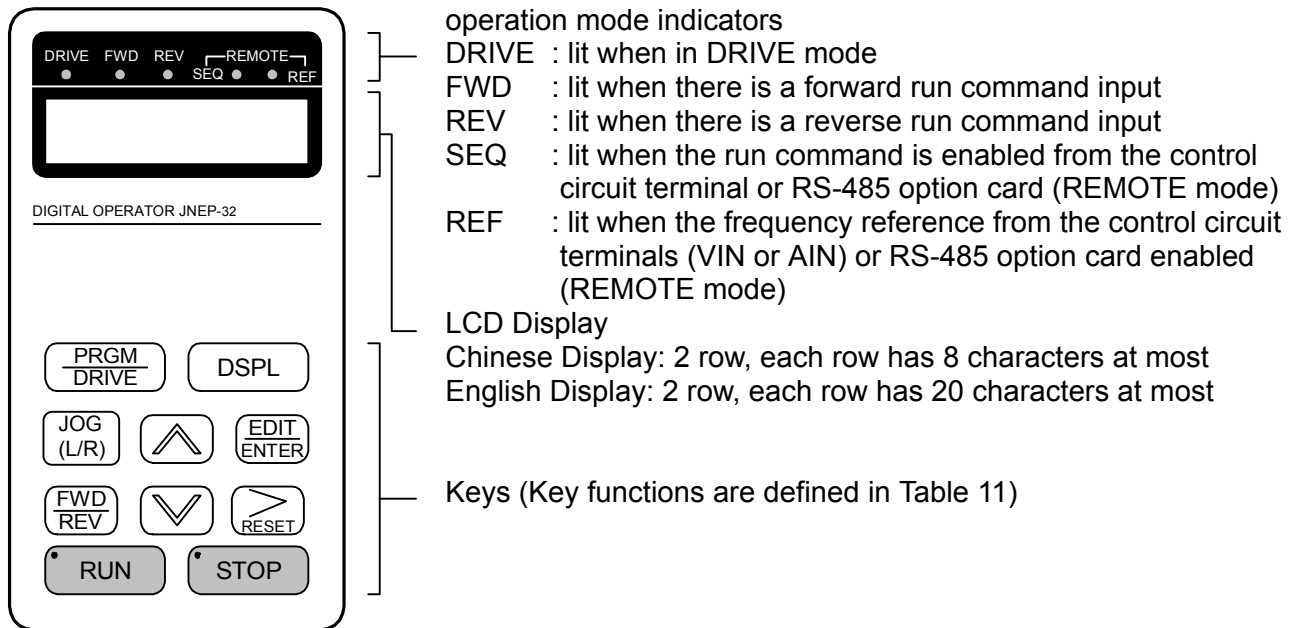 DRIVE FWD REV REMOTE
SEQ REF
DIGITAL OPERATOR JNEP-32
PRGM
DRIVE
DSPL
JOG
(L/R)
EDIT
ENTER
FWD
REV
RESET
RUN
STOP
operation mode indicators
DRIVE : lit when in DRIVE mode
FWD : lit when there is a forward run command input
REV : lit when there is a reverse run command input
SEQ : lit when the run command is enabled from the control
circuit terminal or RS-485 option card (REMOTE mode)
REF : lit when the frequency reference from the control circuit
terminals (VIN or AIN) or RS-485 option card enabled
(REMOTE mode)
LCD Display
Chinese Display: 2 row, each row has 8 characters at most
English Display: 2 row, each row has 20 characters at most
Keys (Key functions are defined in Table 11)